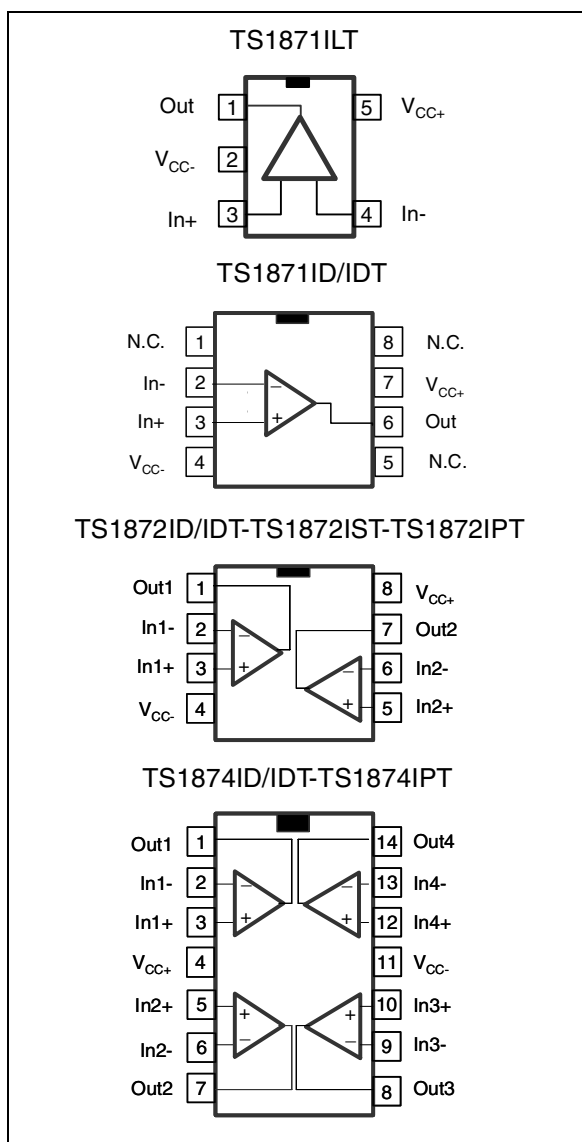 TS1871ILT
Out 1 5 VCC+
VCC- 2
In+ 3 4 In-
TS1871ID/IDT
N.C. 1 8 N.C.
In- 2 − 7 VCC+
In+ 3 + 6 Out
VCC- 4 5 N.C.
TS1872ID/IDT-TS1872IST-TS1872IPT
Out1 1 8 VCC+
In1- 2 − 7 Out2
In1+ 3 + − 6 In2-
VCC- 4 + 5 In2+
TS1874ID/IDT-TS1874IPT
Out1 1 14 Out4
In1- 2 − − 13 In4-
In1+ 3 + + 12 In4+
VCC+ 4 11 VCC-
In2+ 5 + + 10 In3+
In2- 6 − − 9 In3-
Out2 7 8 Out3